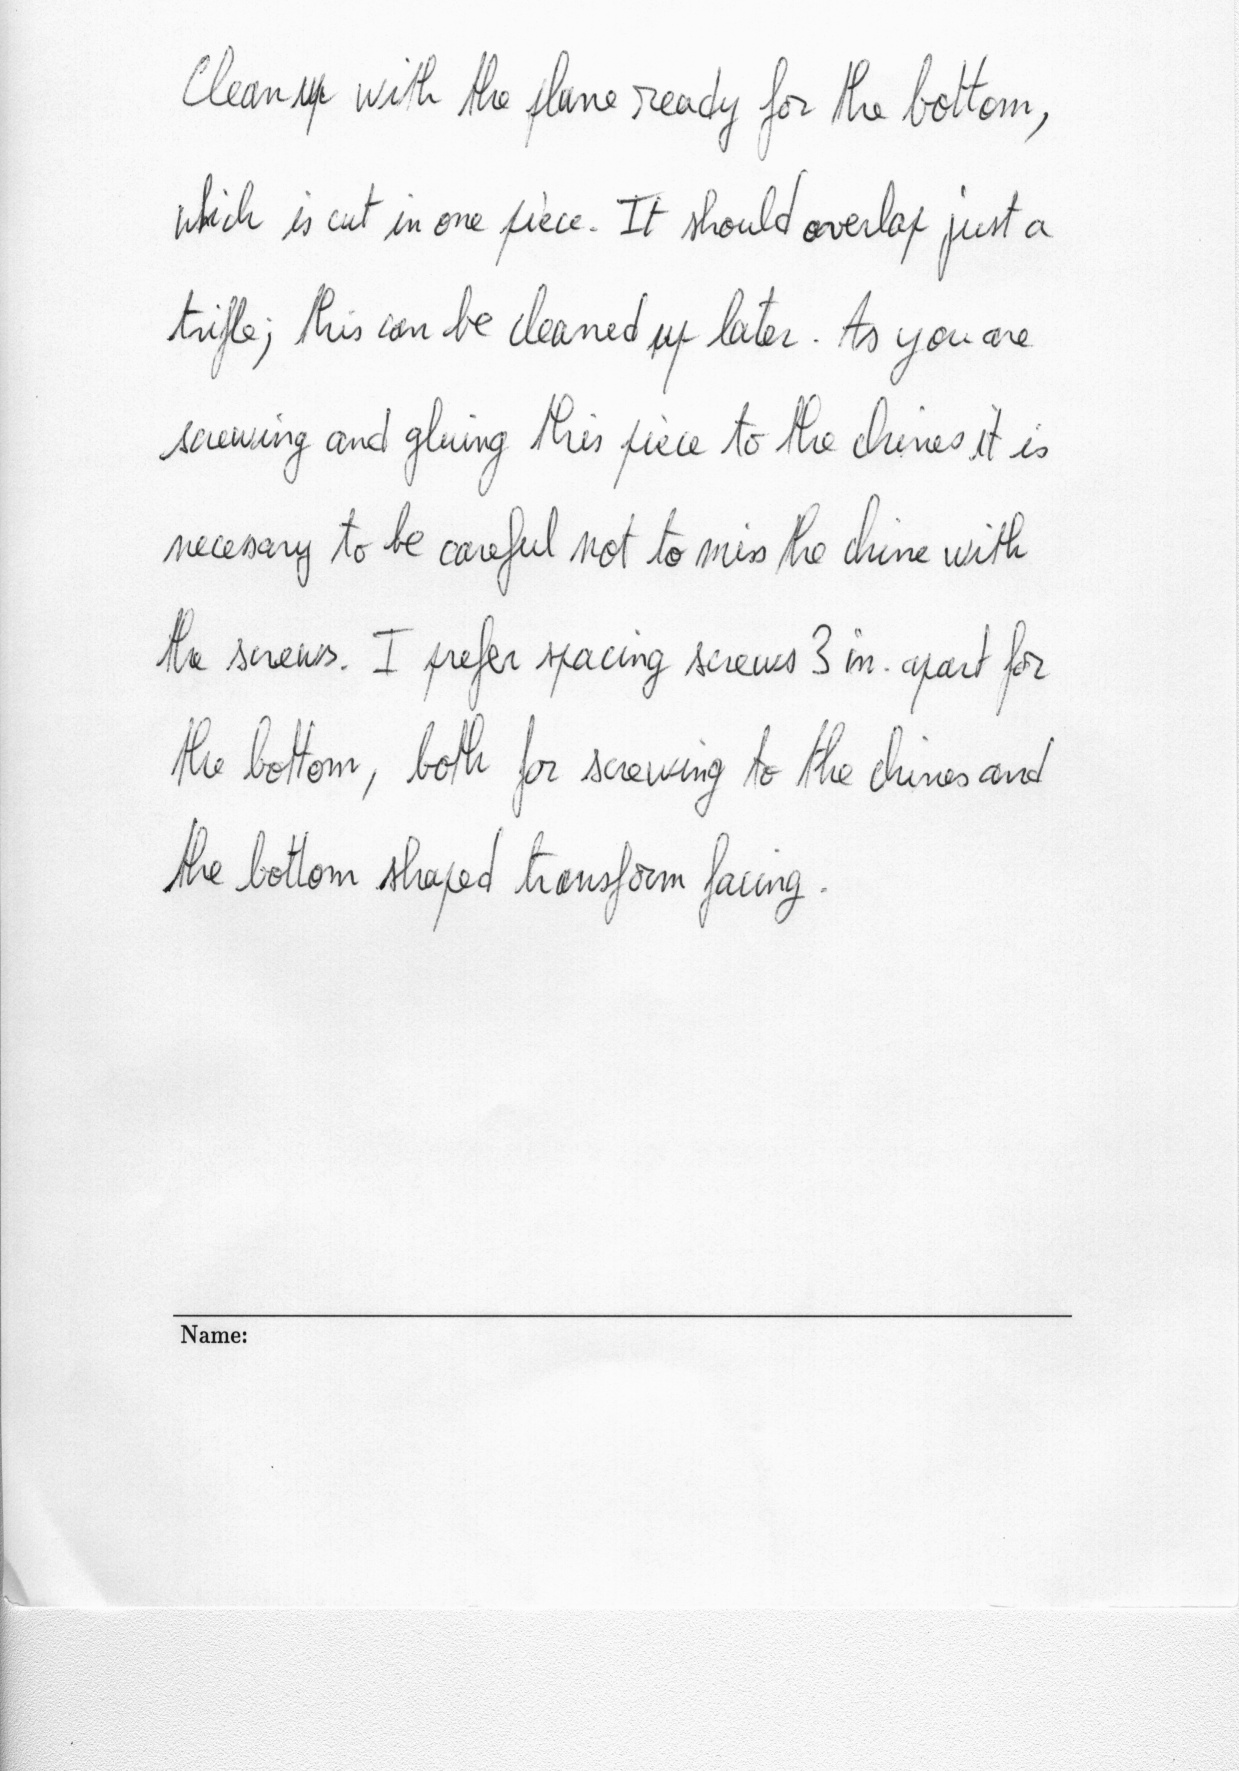 Clean up with the plane ready for the bottom,
which is cut in one piece. It should overlap just a
trifle; this can be cleaned up later. As you are
screwing and gluing this piece to the chines it is
necessary to be careful not to miss the chine with
the screws. I prefer spacing screws 3 in. apart for
the bottom, both for screwing to the chines and
the bottom shaped transform facing.
Name: